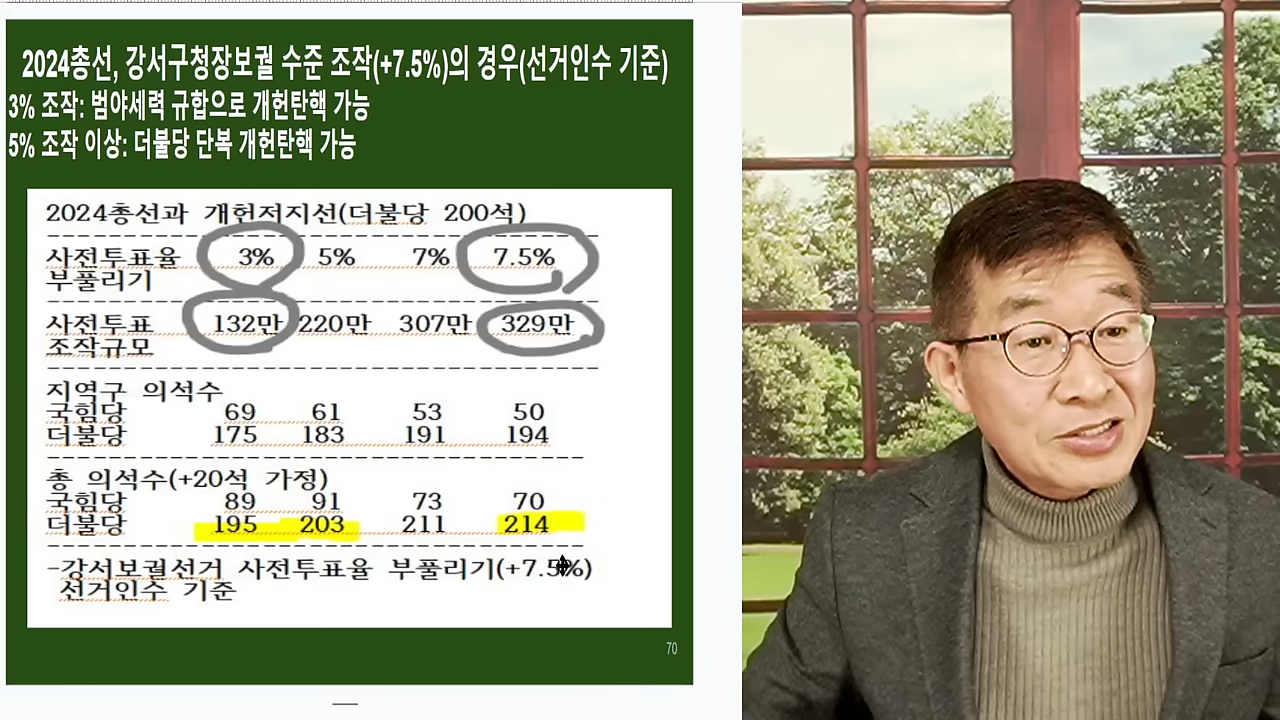 2024총선, 강서구청장보궐 수준 조작(+7.5%)의 경우(선거인수 기준)
3% 조작: 범야세력 규합으로 개헌탄핵 가능
5% 조작 이상: 더불당 단복 개헌탄핵 가능
2024총선과 개헌저지선(더불당 200석)
사전투표율 3% 5% 7% 7.5%
부풀리기
사전투표 132만 220만 307만 329만
조작규모
지역구 의석수
국힘당 69 61 53 50
더불당 175 183 191 194
총 의석수(+20석 가정)
국힘당 89 91 73 70
더불당 195 203 211 214
-강서보궐선거 사전투표율 부풀리기(+7.5%)
선거인수 기준
70